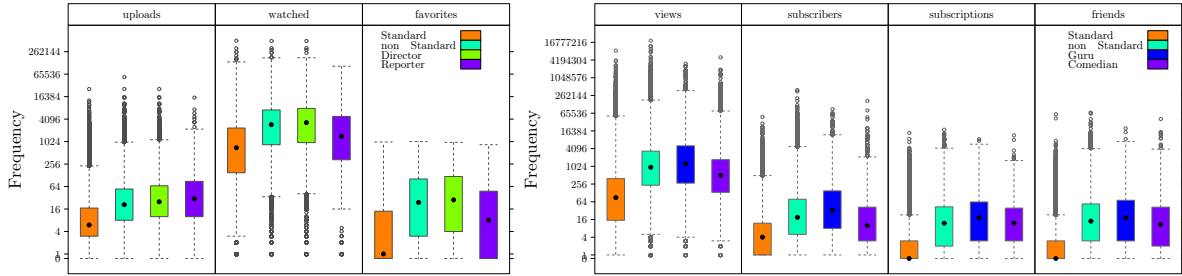 uploads watched favorites
Frequency
262144
65536
16384
4096
1024
256
64
16
4
1
0
Standard
non Standard
Director
Reporter
views subscribers subscriptions friends
Frequency
16777216
4194304
1048576
262144
65536
16384
4096
1024
256
64
16
4
1
0
Standard
non Standard
Guru
Comedian